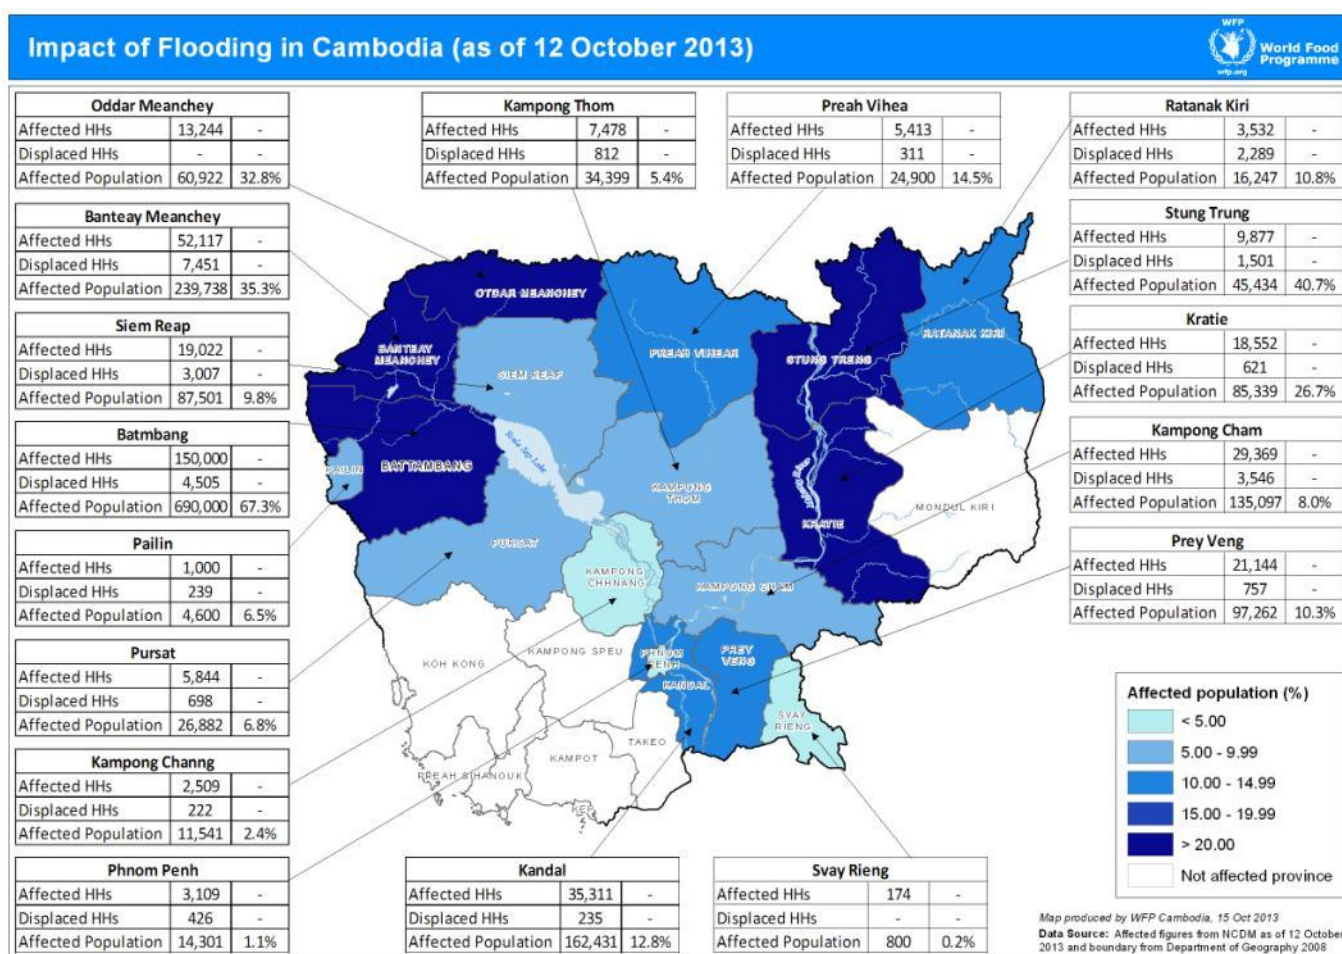 Impact of Flooding in Cambodia (as of 12 October 2013)
WFP
wfp.org
World Food
Programme
Oddar Meanchey
Affected HHs 13,244 -
Displaced HHs - -
Affected Population 60,922 32.8%
Kampong Thom
Affected HHs 7,478 -
Displaced HHs 812 -
Affected Population 34,399 5.4%
Preah Vihea
Affected HHs 5,413 -
Displaced HHs 311 -
Affected Population 24,900 14.5%
Ratanak Kiri
Affected HHs 3,532 -
Displaced HHs 2,289 -
Affected Population 16,247 10.8%
Banteay Meanchey
Affected HHs 52,117 -
Displaced HHs 7,451 -
Affected Population 239,738 35.3%
Stung Trung
Affected HHs 9,877 -
Displaced HHs 1,501 -
Affected Population 45,434 40.7%
Siem Reap
Affected HHs 19,022 -
Displaced HHs 3,007 -
Affected Population 87,501 9.8%
Kratie
Affected HHs 18,552 -
Displaced HHs 621 -
Affected Population 85,339 26.7%
Batmbang
Affected HHs 150,000 -
Displaced HHs 4,505 -
Affected Population 690,000 67.3%
Kampong Cham
Affected HHs 29,369 -
Displaced HHs 3,546 -
Affected Population 135,097 8.0%
Pailin
Affected HHs 1,000 -
Displaced HHs 239 -
Affected Population 4,600 6.5%
Prey Veng
Affected HHs 21,144 -
Displaced HHs 757 -
Affected Population 97,262 10.3%
Pursat
Affected HHs 5,844 -
Displaced HHs 698 -
Affected Population 26,882 6.8%
Kampong Channg
Affected HHs 2,509 -
Displaced HHs 222 -
Affected Population 11,541 2.4%
Phnom Penh
Affected HHs 3,109 -
Displaced HHs 426 -
Affected Population 14,301 1.1%
Kandal
Affected HHs 35,311 -
Displaced HHs 235 -
Affected Population 162,431 12.8%
Svay Rieng
Affected HHs 174 -
Displaced HHs - -
Affected Population 800 0.2%
OTDAR MEANCHEY
BANTEAY
MEANCHEY
SIEM REAP
PREAH VIHEAR
STUNG TRENG
RATANAK KIRI
BATTAMBANG
PAILIN
KAMPONG
THOM
MONDUL KIRI
KRATIE
PURSAT
KAMPONG
CHHNANG
KAMPONG CHAM
KOH KONG
KAMPONG SPEU
PHNOM
PENH
PREY
VENG
KANDAL
SVAY
RIENG
TAKEO
KAMPOT
PREAH SIHANOUK
KEP
Affected population (%)
< 5.00
5.00 - 9.99
10.00 - 14.99
15.00 - 19.99
> 20.00
Not affected province
Map produced by WFP Cambodia, 15 Oct 2013
Data Source: Affected figures from NCDM as of 12 October
2013 and boundary from Department of Geography 2008